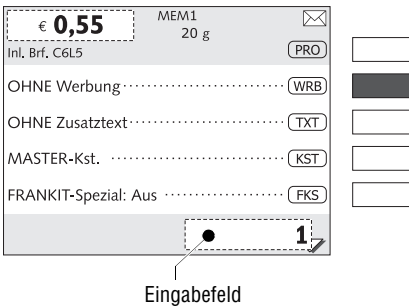 € 0,55 MEM1
20 g
Inl. Brf. C6L5 PRO
OHNE Werbung WRB
OHNE Zusatztext TXT
MASTER-Kst. KST
FRANKIT-Spezial: Aus FKS
1
Eingabefeld